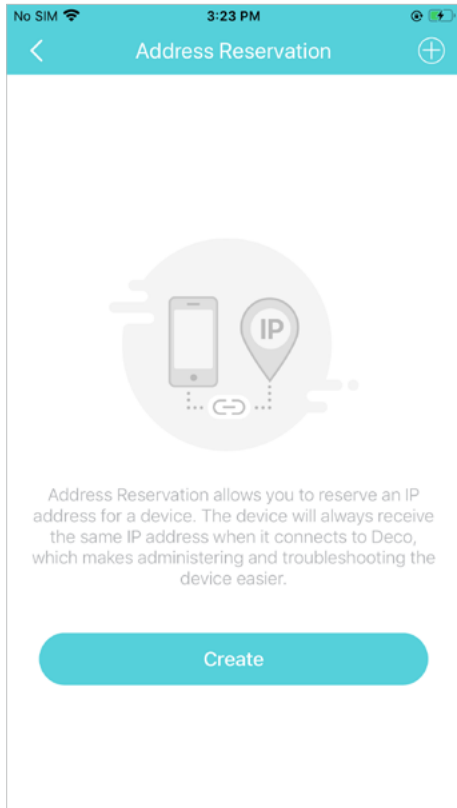 No SIM 3:23 PM
Address Reservation
IP
Address Reservation allows you to reserve an IP
address for a device. The device will always receive
the same IP address when it connects to Deco,
which makes administering and troubleshooting the
device easier.
Create